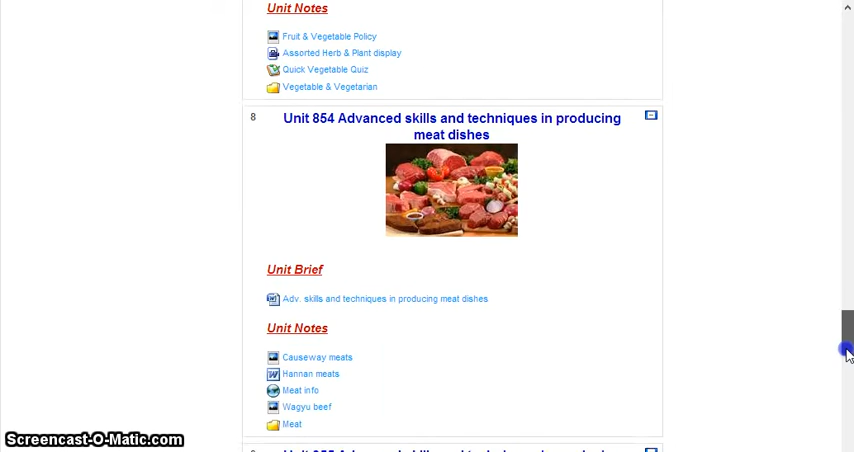 Unit Notes
Fruit & Vegetable Policy
Assorted Herb & Plant display
Quick Vegetable Quiz
Vegetable & Vegetarian
8
Unit 854 Advanced skills and techniques in producing
meat dishes
Unit Brief
Adv. skills and techniques in producing meat dishes
Unit Notes
Causeway meats
Hannan meats
Meat info
Wagyu beef
Meat
Screencast-O-Matic.com